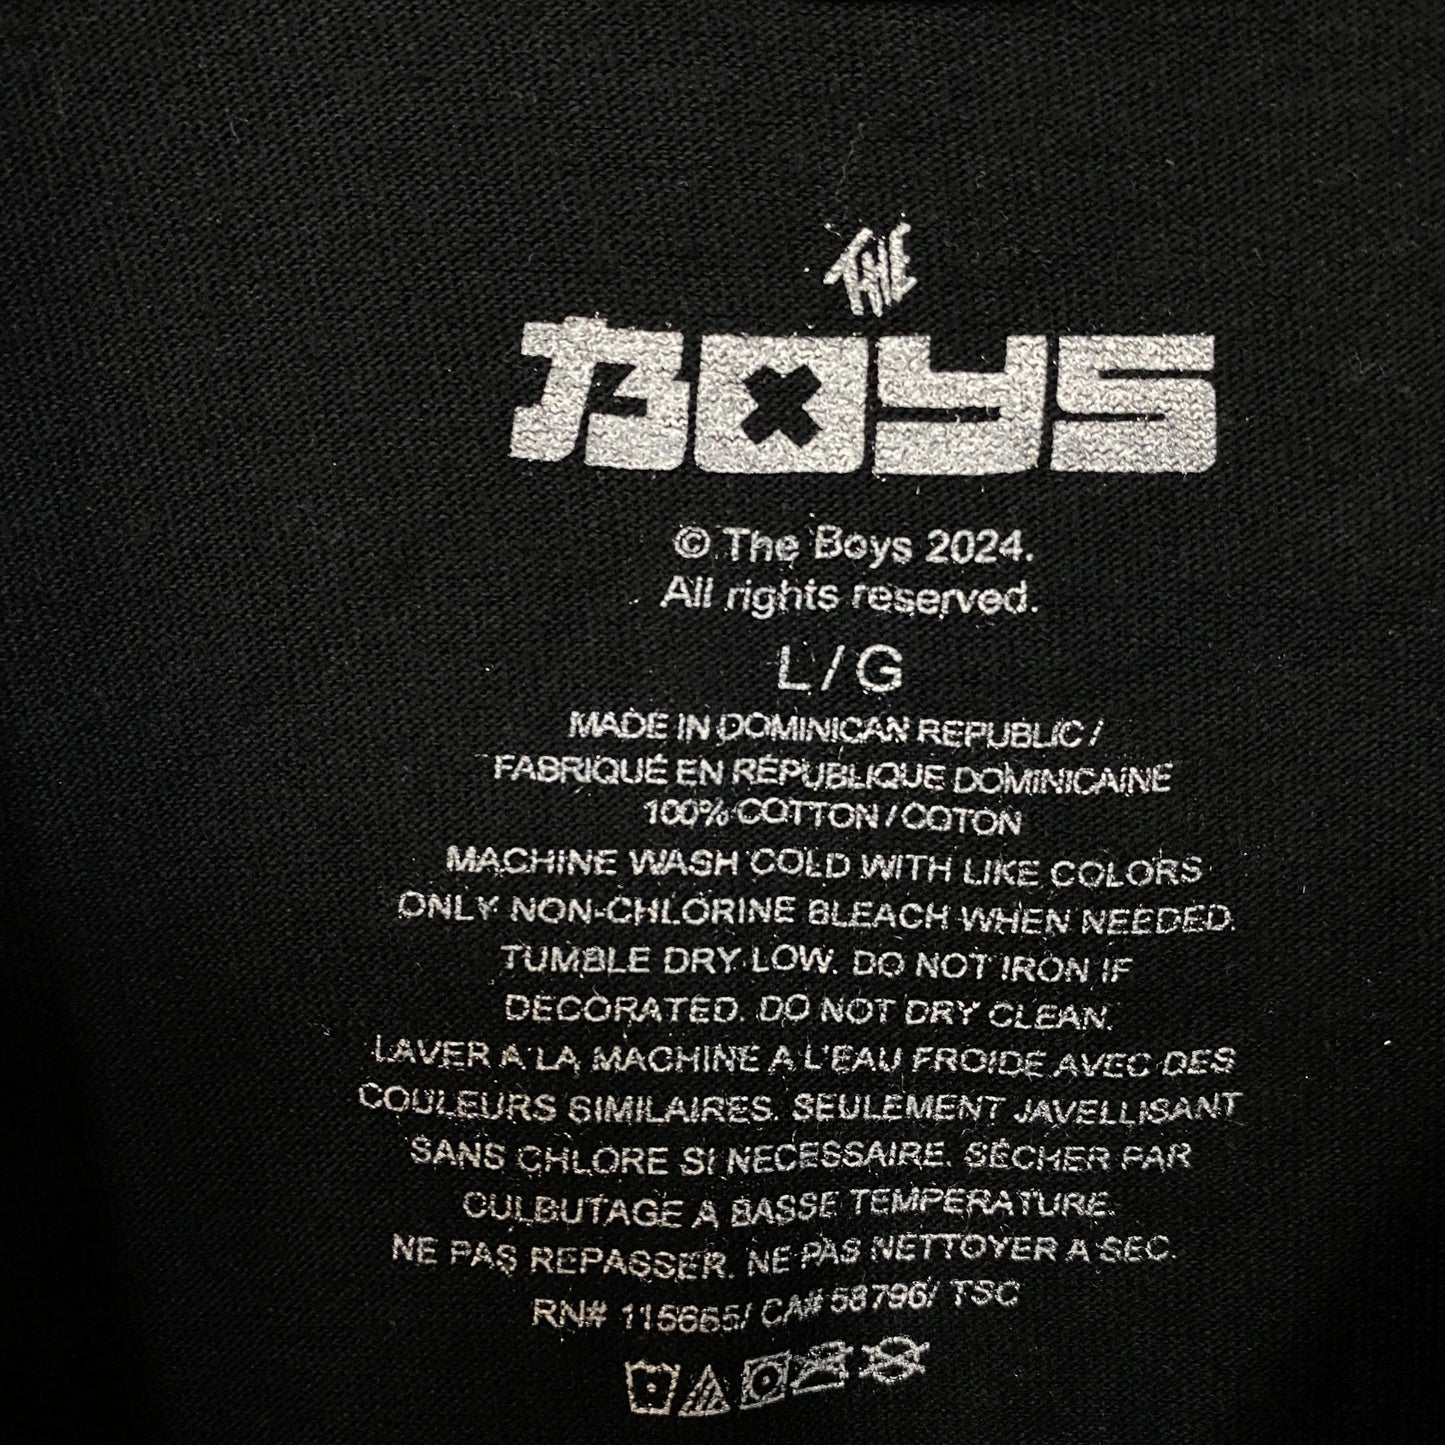 THE
BOYS
© The Boys 2024.
All rights reserved.
L / G
MADE IN DOMINICAN REPUBLIC /
FABRIQUÉ EN RÉPUBLIQUE DOMINICAINE
100% COTTON / COTON
MACHINE WASH COLD WITH LIKE COLORS
ONLY NON-CHLORINE BLEACH WHEN NEEDED.
TUMBLE DRY LOW. DO NOT IRON IF
DECORATED. DO NOT DRY CLEAN.
LAVER A LA MACHINE A L'EAU FROIDE AVEC DES
COULEURS SIMILAIRES. SEULEMENT JAVELLISANT
SANS CHLORE SI NECESSAIRE. SÉCHER PAR
CULBUTAGE A BASSE TEMPERATURE.
NE PAS REPASSER. NE PAS NETTOYER A SEC.
RN# 115665/ CA# 58796/ TSC